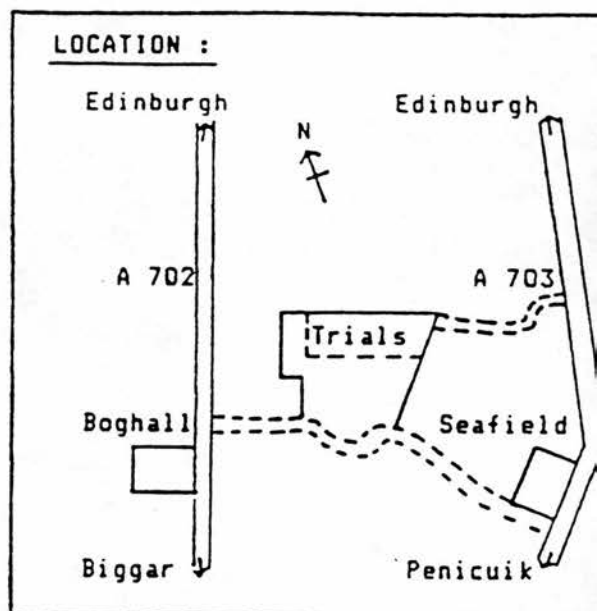 LOCATION :
Edinburgh Edinburgh
N
A 702 A 703
Trials
Boghall Seafield
Biggar Penicuik